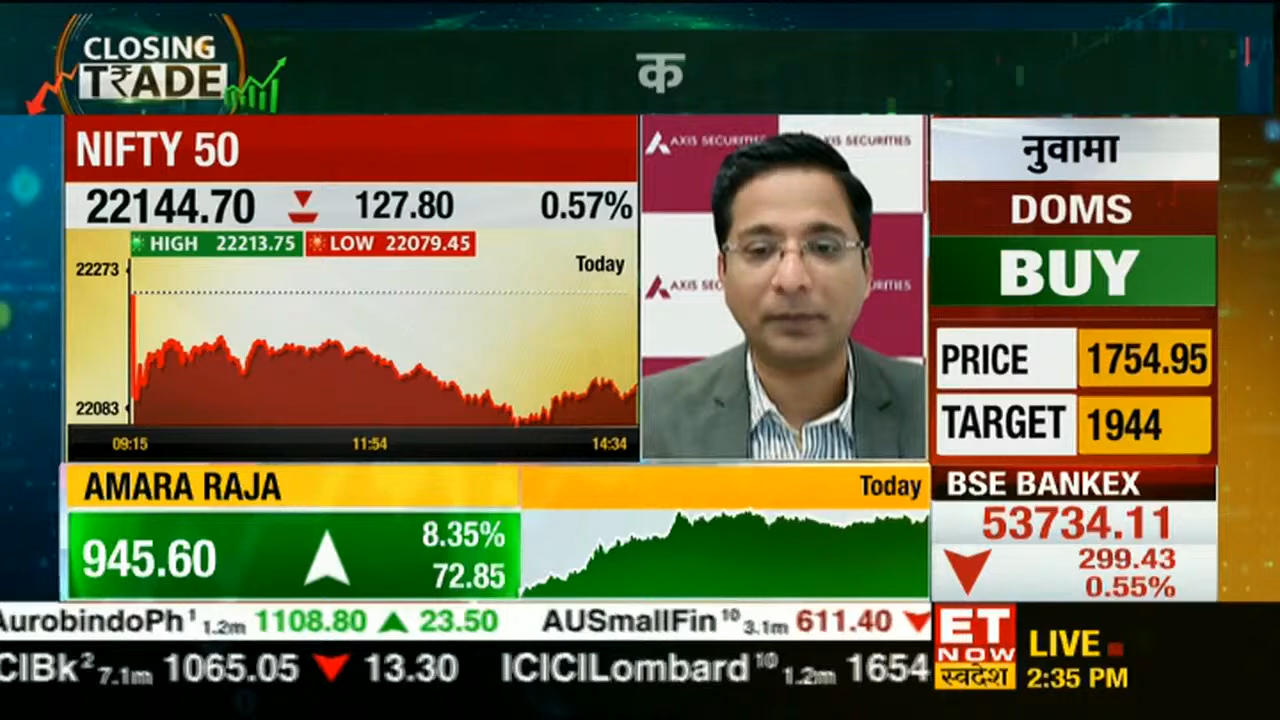 CLOSING
TRADE
क
NIFTY 50
22144.70 127.80 0.57%
HIGH 22213.75 LOW 22079.45
Today
22273
22083
09:15 11:54 14:34
AXIS SECURITIES
AXIS SECURITIES
नुवामा
DOMS
BUY
PRICE 1754.95
TARGET 1944
AMARA RAJA
Today
945.60 8.35%
72.85
BSE BANKEX
53734.11
299.43
0.55%
AurobindoPh 1 1.2m 1108.80 23.50 AUSmallFin 10 3.1m 611.40
CIBk 2 7.1m 1065.05 13.30 ICICILombard 10 1.2m 1654
ET
NOW
स्वदेश
LIVE
2:35 PM